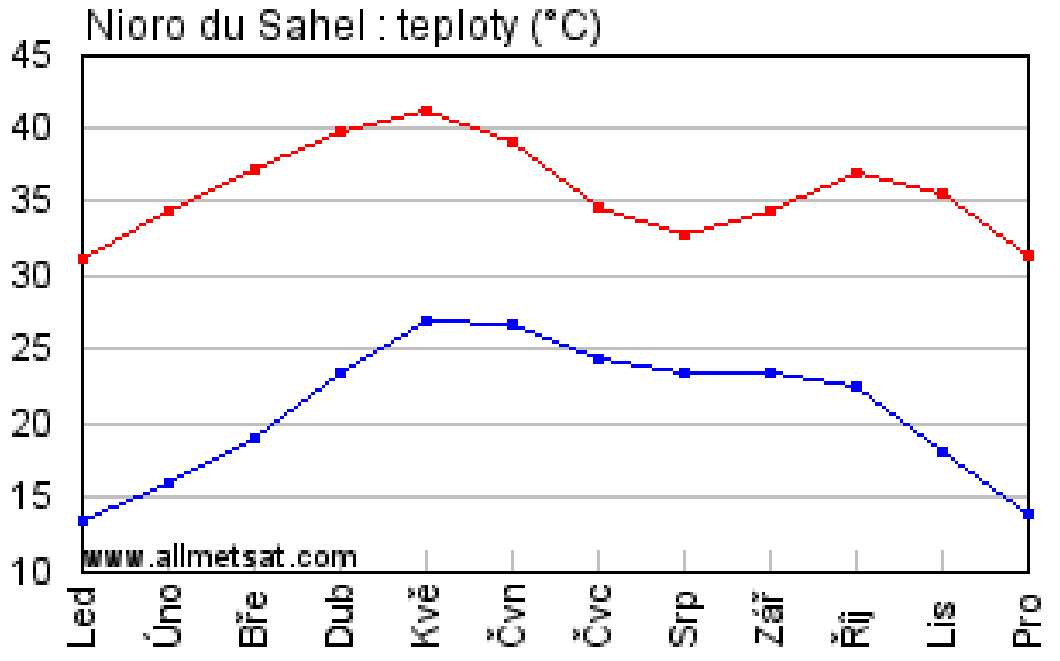 Nioro du Sahel : teploty (°C)
45
40
35
30
25
20
15
10
www.allmetsat.com
Led Úno Bře Dub Kvě Čvn Čvc Srp Zář Říj Lis Pro